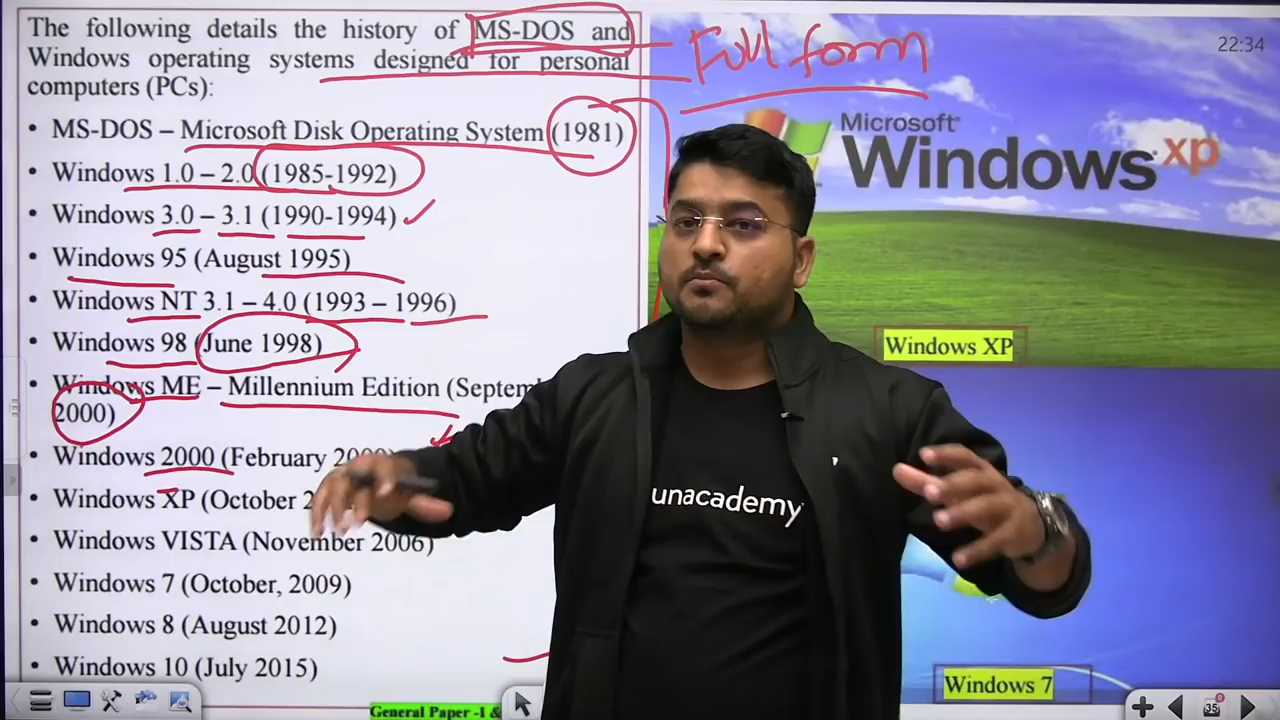 The following details the history of MS-DOS and
Windows operating systems designed for personal
computers (PCs):
• MS-DOS – Microsoft Disk Operating System (1981)
• Windows 1.0 – 2.0 (1985-1992)
• Windows 3.0 – 3.1 (1990-1994)
• Windows 95 (August 1995)
• Windows NT 3.1 – 4.0 (1993 – 1996)
• Windows 98 (June 1998)
• Windows ME – Millennium Edition
2000)
• Windows 2000 (February
• Windows XP (October
• Windows VISTA (November 2006)
• Windows 7 (October, 2009)
• Windows 8 (August 2012)
• Windows 10 (July 2015)
General Paper -I &
Full form
22:34
Microsoft
Windows xp
Windows XP
unacademy
Windows 7
35